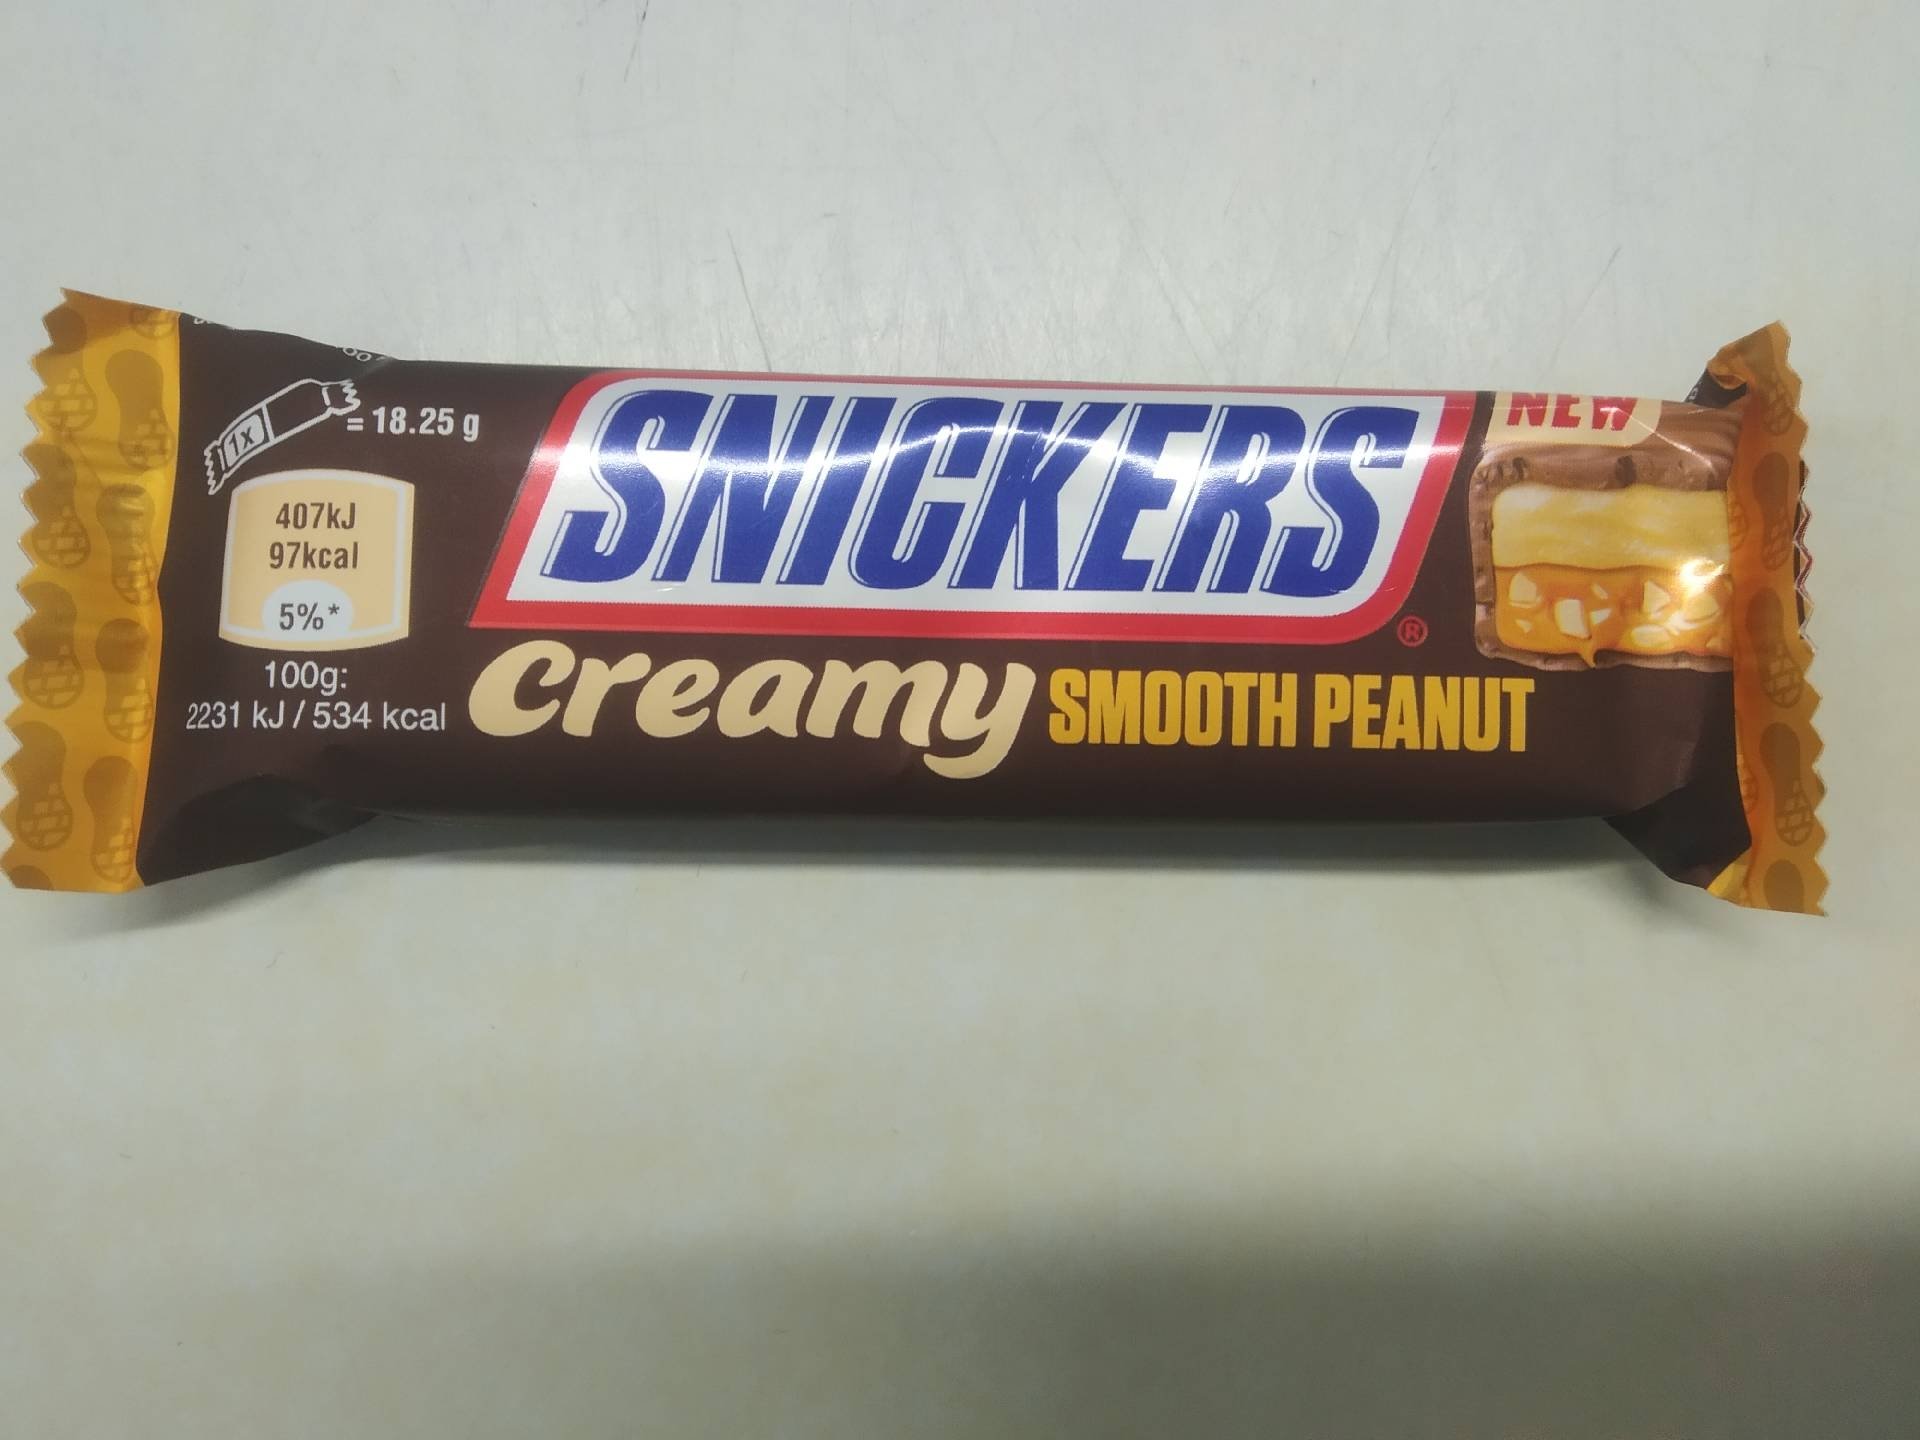 NEW
1x
= 18.25 g
SNICKERS®
407kJ
97kcal
5%*
100g:
2231 kJ / 534 kcal
creamy SMOOTH PEANUT